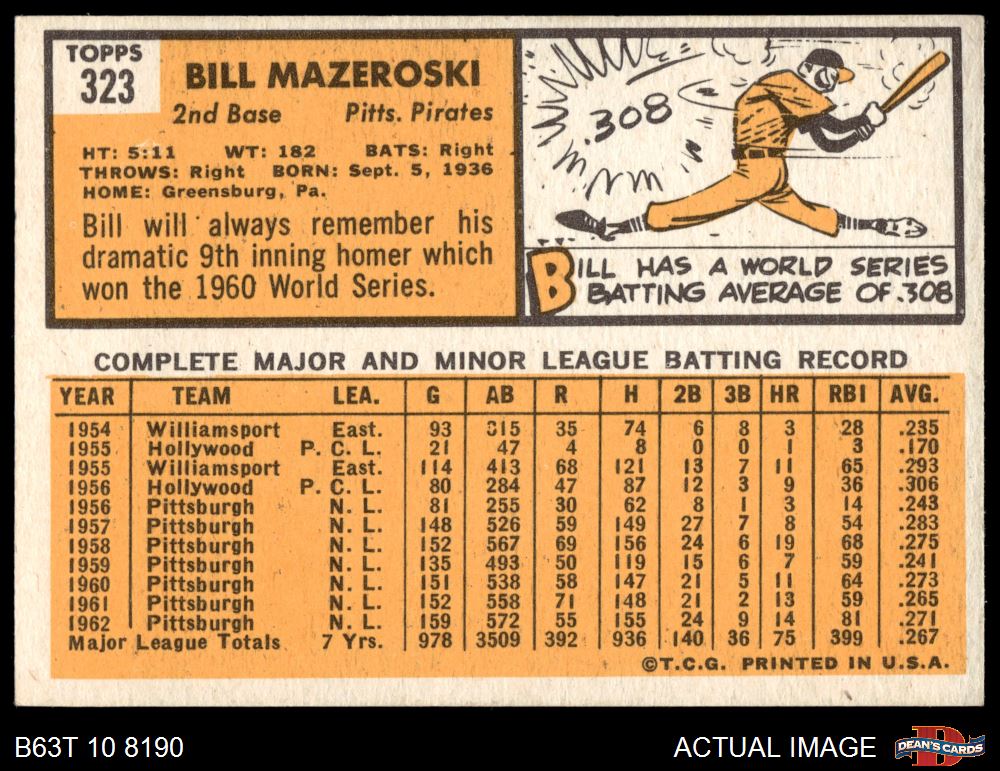 TOPPS
323
BILL MAZEROSKI
2nd Base Pitts. Pirates
HT: 5:11 WT: 182 BATS: Right
THROWS: Right BORN: Sept. 5, 1936
HOME: Greensburg, Pa.
Bill will always remember his
dramatic 9th inning homer which
won the 1960 World Series.
.308
BILL HAS A WORLD SERIES
BATTING AVERAGE OF .308
COMPLETE MAJOR AND MINOR LEAGUE BATTING RECORD
YEAR TEAM LEA. G AB R H 2B 3B HR RBI AVG.
1954 Williamsport East. 93 315 35 74 6 8 3 28 .235
1955 Hollywood P. C. L. 21 47 4 8 0 0 1 3 .170
1955 Williamsport East. 114 413 68 121 13 7 11 65 .293
1956 Hollywood P. C. L. 80 284 47 87 12 3 9 36 .306
1956 Pittsburgh N. L. 81 255 30 62 8 1 3 14 .243
1957 Pittsburgh N. L. 148 526 59 149 27 7 8 54 .283
1958 Pittsburgh N. L. 152 567 69 156 24 6 19 68 .275
1959 Pittsburgh N. L. 135 493 50 119 15 6 7 59 .241
1960 Pittsburgh N. L. 151 538 58 147 21 5 11 64 .273
1961 Pittsburgh N. L. 152 558 71 148 21 2 13 59 .265
1962 Pittsburgh N. L. 159 572 55 155 24 9 14 81 .271
Major League Totals 7 Yrs. 978 3509 392 936 140 36 75 399 .267
©T.C.G. PRINTED IN U.S.A.
B63T 10 8190 ACTUAL IMAGE DEAN'S CARDS